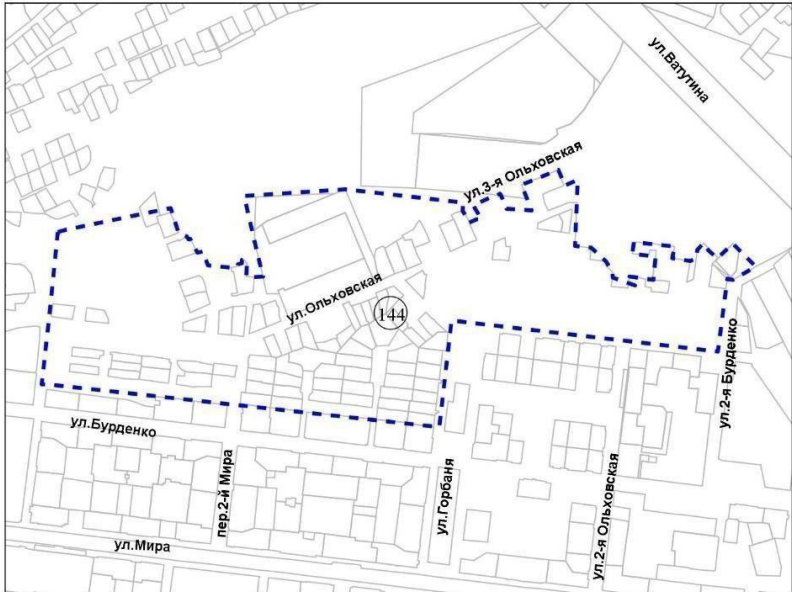 ул.Ватутина
ул.3-я Ольховская
ул.Ольховская
144
ул.2-я Бурденко
ул.Бурденко
пер.2-й Мира
ул.Горбаня
ул.2-я Ольховская
ул.Мира